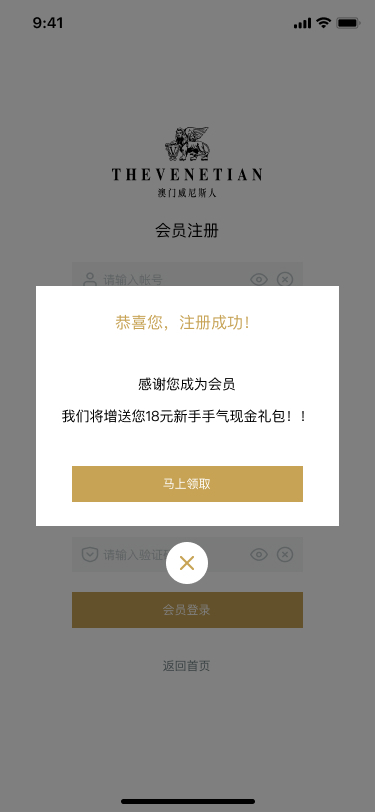 9:41
THEVENETIAN
澳门威尼斯人
会员注册
请输入帐号
恭喜您，注册成功！
感谢您成为会员
我们将增送您18元新手手气现金礼包！！
马上领取
请输入验证
会员登录
返回首页